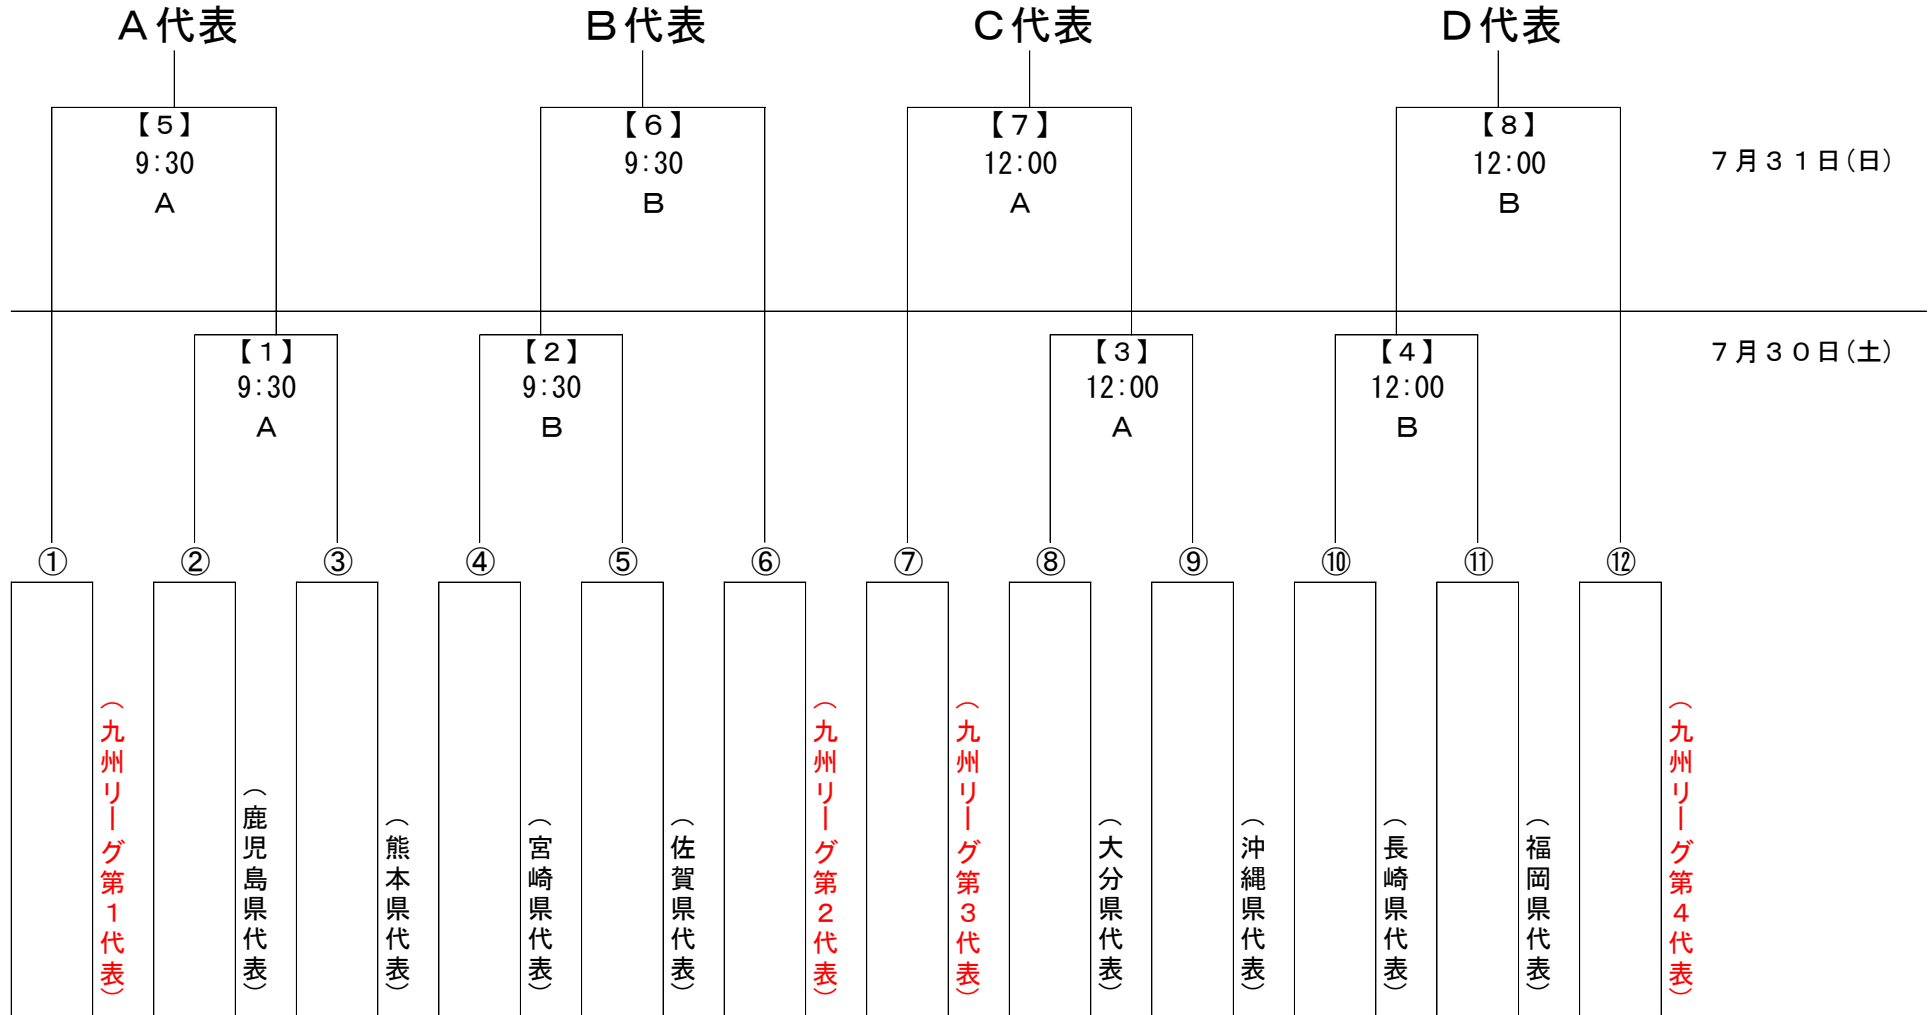 A代表
B代表
C代表
D代表
【5】
9:30
A
【6】
9:30
B
【7】
12:00
A
【8】
12:00
B
7月31日(日)
【1】
9:30
A
【2】
9:30
B
【3】
12:00
A
【4】
12:00
B
7月30日(土)
①
②
③
④
⑤
⑥
⑦
⑧
⑨
⑩
⑪
⑫
(九州リーグ第1代表)
(鹿児島県代表)
(熊本県代表)
(宮崎県代表)
(佐賀県代表)
(九州リーグ第2代表)
(九州リーグ第3代表)
(大分県代表)
(沖縄県代表)
(長崎県代表)
(福岡県代表)
(九州リーグ第4代表)